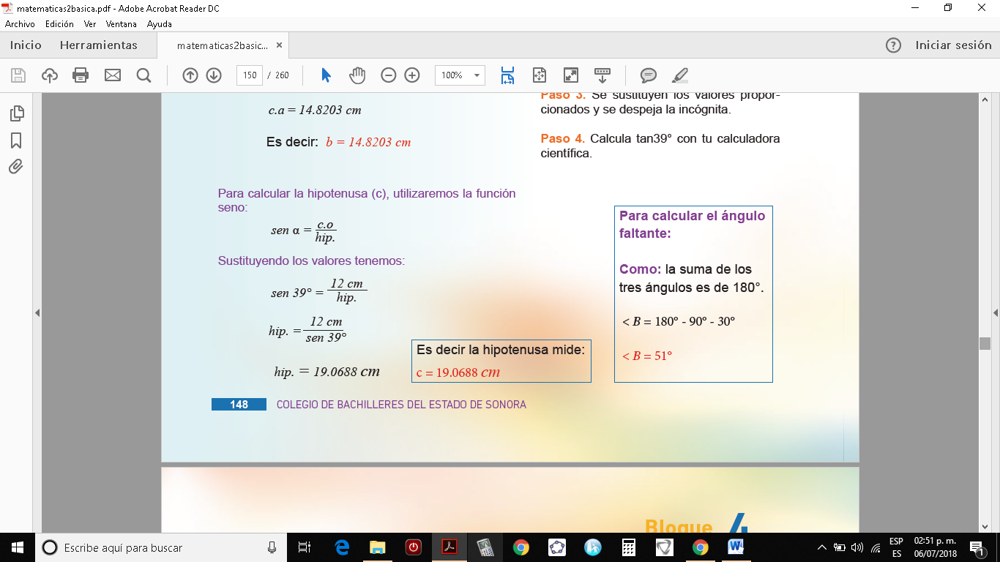 matematicas2basica.pdf - Adobe Acrobat Reader DC
Archivo Edición Ver Ventana Ayuda
Inicio Herramientas matematicas2basic... × Iniciar sesión
150 / 260 100%
c.a = 14.8203 cm
Es decir: b = 14.8203 cm
Paso 3. Se sustituyen los valores propor-
cionados y se despeja la incógnita.
Paso 4. Calcula tan39° con tu calculadora
científica.
Para calcular la hipotenusa (c), utilizaremos la función
seno:
sen α = c.o / hip.
Sustituyendo los valores tenemos:
sen 39° = 12 cm / hip.
hip. = 12 cm / sen 39°
hip. = 19.0688 cm
Es decir la hipotenusa mide:
c = 19.0688 cm
Para calcular el ángulo
faltante:
Como: la suma de los
tres ángulos es de 180°.
< B = 180° - 90° - 30°
< B = 51°
148 COLEGIO DE BACHILLERES DEL ESTADO DE SONORA
Bloque 4
Escribe aquí para buscar
ESP 02:51 p. m.
ES 06/07/2018 1